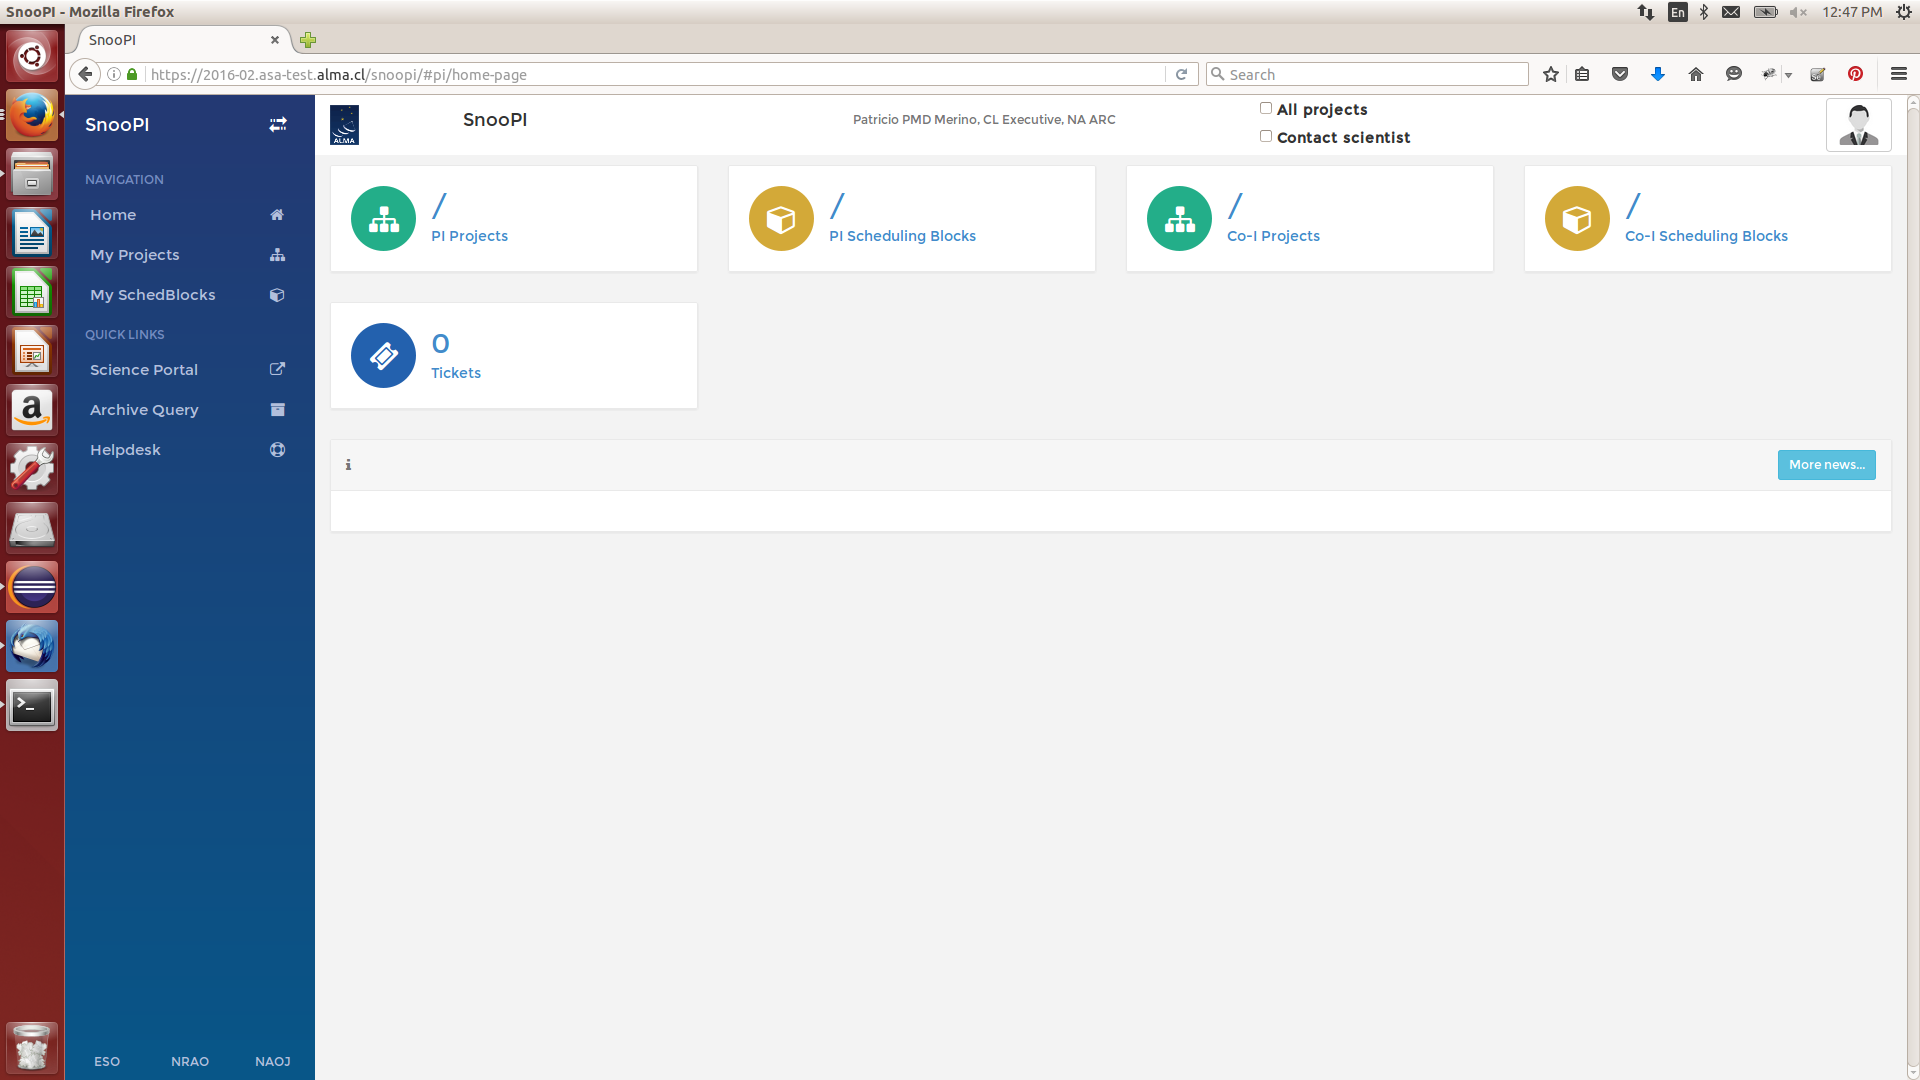 SnooPI - Mozilla Firefox
En
12:47 PM
SnooPI
https://2016-02.asa-test.alma.cl/snoopi/#pi/home-page
Search
SnooPI
ALMA
SnooPI
Patricio PMD Merino, CL Executive, NA ARC
All projects
Contact scientist
NAVIGATION
Home
My Projects
My SchedBlocks
QUICK LINKS
Science Portal
Archive Query
Helpdesk
/
PI Projects
/
PI Scheduling Blocks
/
Co-I Projects
/
Co-I Scheduling Blocks
0
Tickets
More news...
ESO NRAO NAOJ